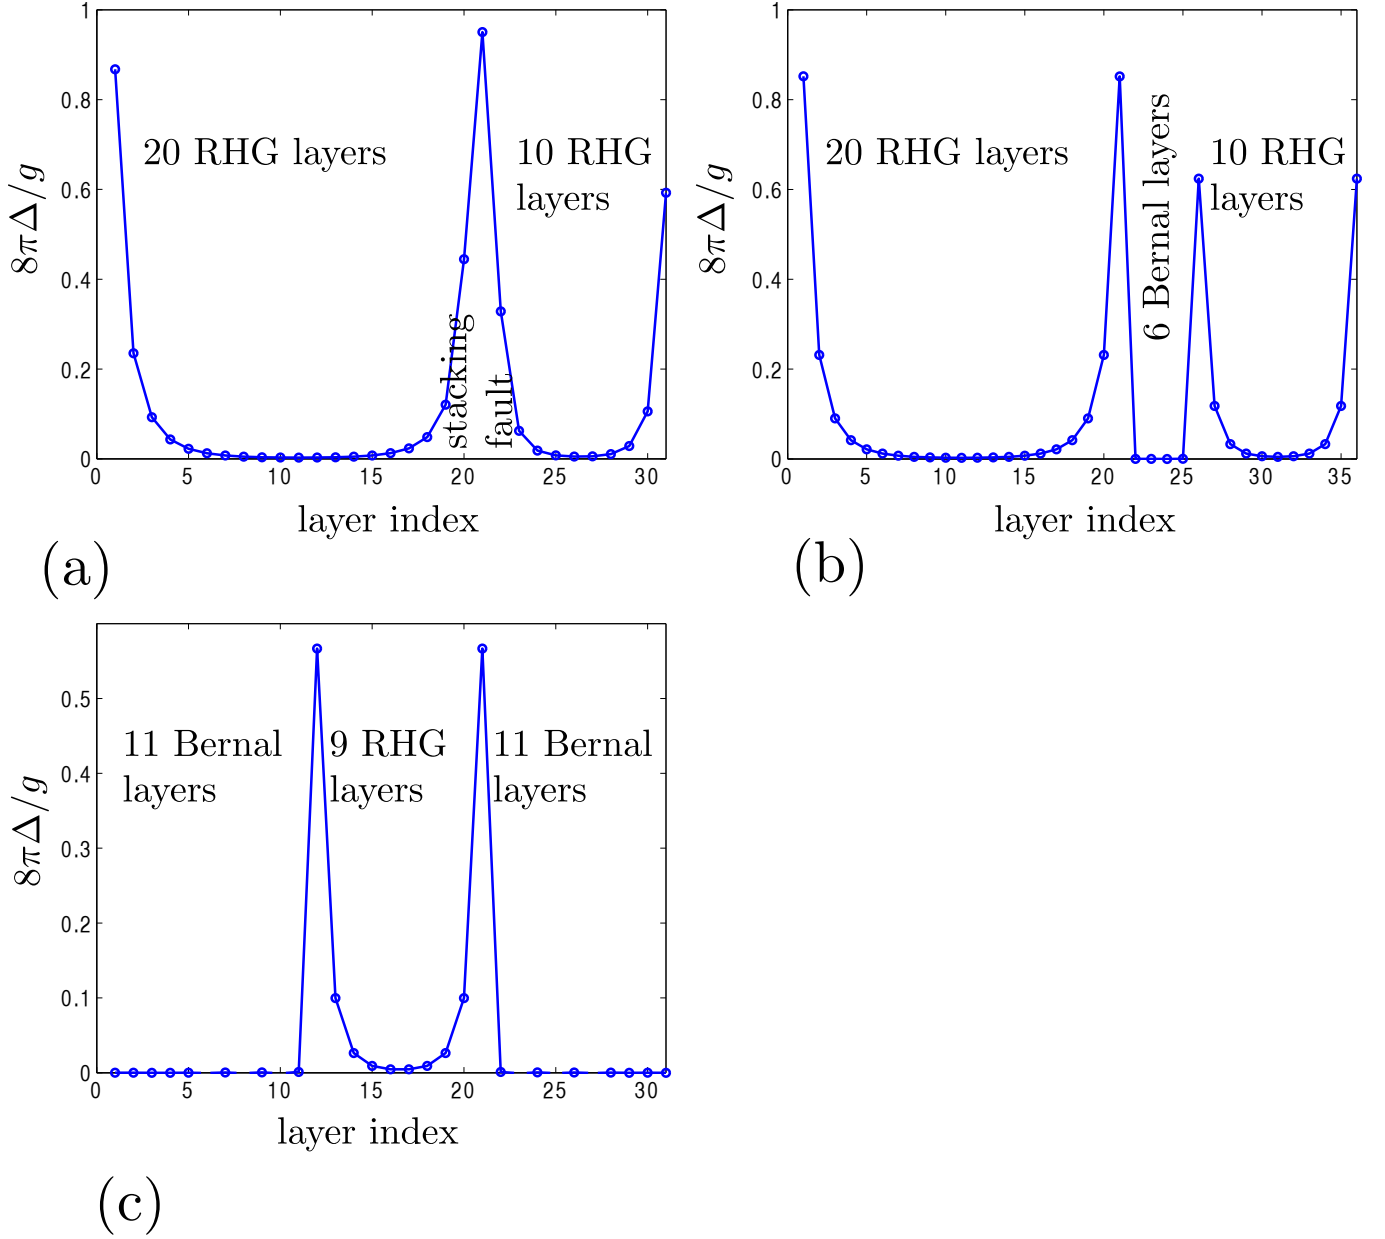 1
0.8
0.6
0.4
0.2
0
8πΔ/g
20 RHG layers
stacking
fault
10 RHG
layers
0 5 10 15 20 25 30
layer index
(a)
1
0.8
0.6
0.4
0.2
0
8πΔ/g
20 RHG layers
6 Bernal layers
10 RHG
layers
0 5 10 15 20 25 30 35
layer index
(b)
0.5
0.4
0.3
0.2
0.1
0
8πΔ/g
11 Bernal
layers
9 RHG
layers
11 Bernal
layers
0 5 10 15 20 25 30
layer index
(c)